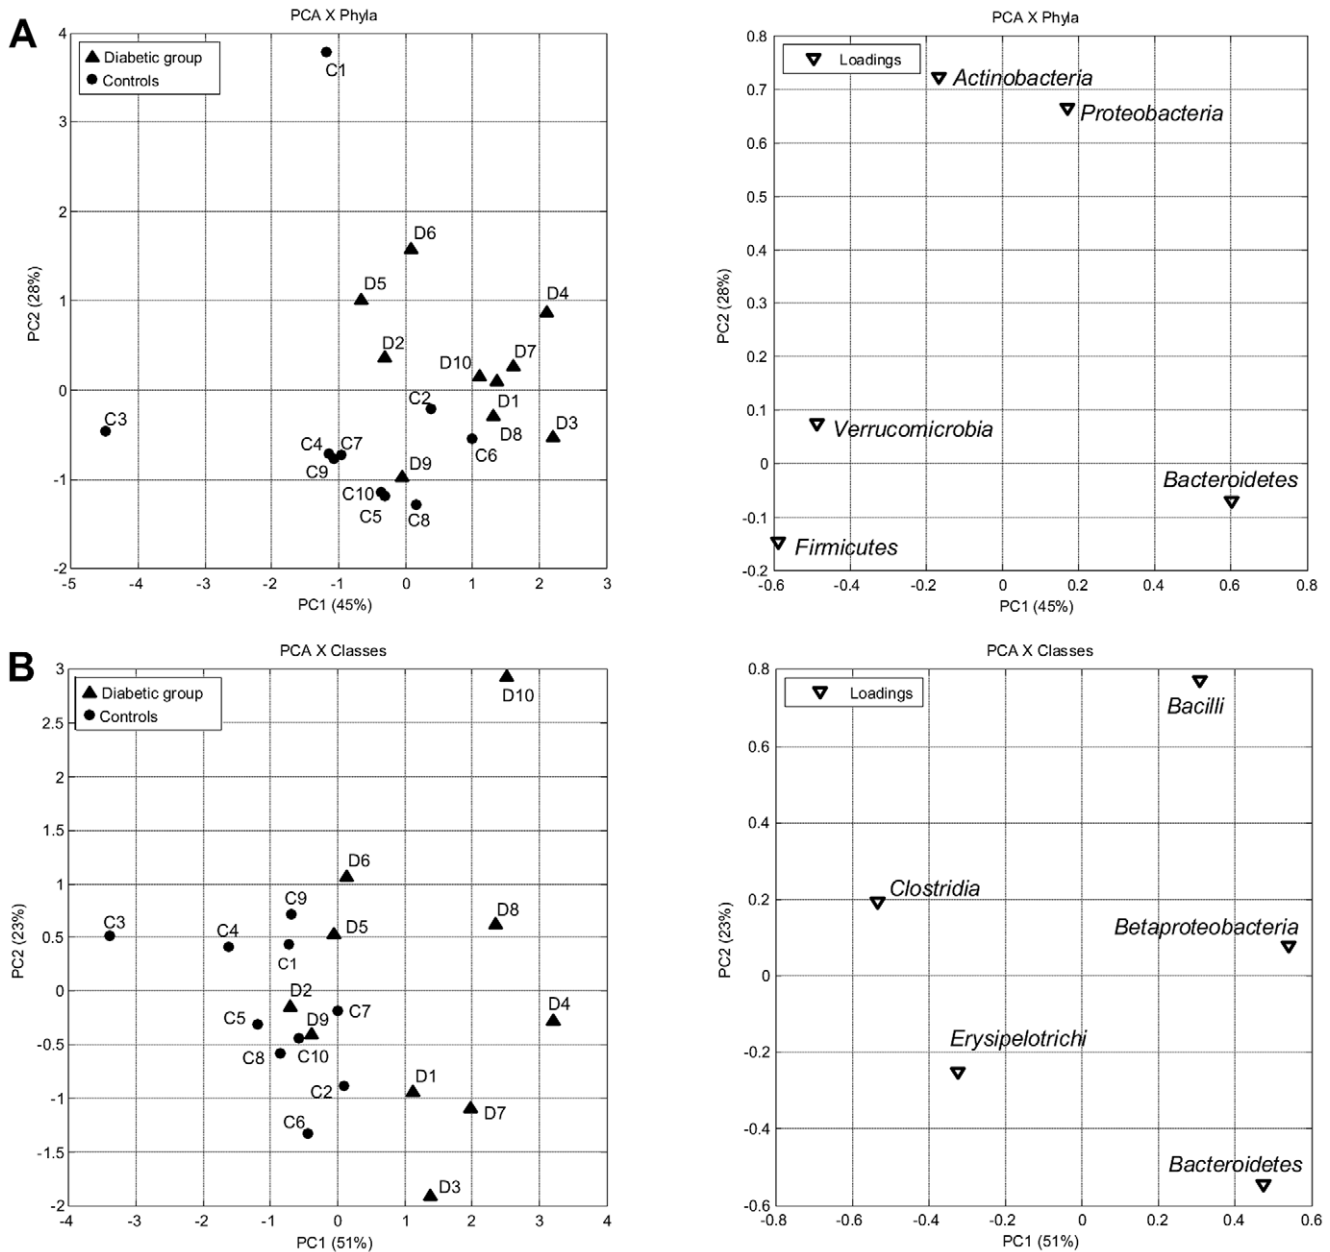 A
PCA X Phyla
Diabetic group
Controls
4
3
2
1
0
-1
-2
-5
-4
-3
-2
-1
0
1
2
3
PC2 (28%)
PC1 (45%)
C1
D6
D5
D4
D2
D7
D10
C2
D1
C3
D3
D8
C4
C7
C6
C9
D9
C10
C5
C8
PCA X Phyla
Loadings
0.8
0.7
0.6
0.5
0.4
0.3
0.2
0.1
0
-0.1
-0.2
-0.6
-0.4
-0.2
0
0.2
0.4
0.6
0.8
PC2 (28%)
PC1 (45%)
Actinobacteria
Proteobacteria
Verrucomicrobia
Bacteroidetes
Firmicutes
B
PCA X Classes
Diabetic group
Controls
3
2.5
2
1.5
1
0.5
0
-0.5
-1
-1.5
-2
-4
-3
-2
-1
0
1
2
3
4
PC2 (23%)
PC1 (51%)
D10
D6
C9
D8
C3
C4
D5
C1
D2
C7
D4
C5
D9
C8
C10
D1
C2
D7
C6
D3
PCA X Classes
Loadings
0.8
0.6
0.4
0.2
0
-0.2
-0.4
-0.6
-0.8
-0.6
-0.4
-0.2
0
0.2
0.4
0.6
PC2 (23%)
PC1 (51%)
Bacilli
Clostridia
Betaproteobacteria
Erysipelotrichi
Bacteroidetes